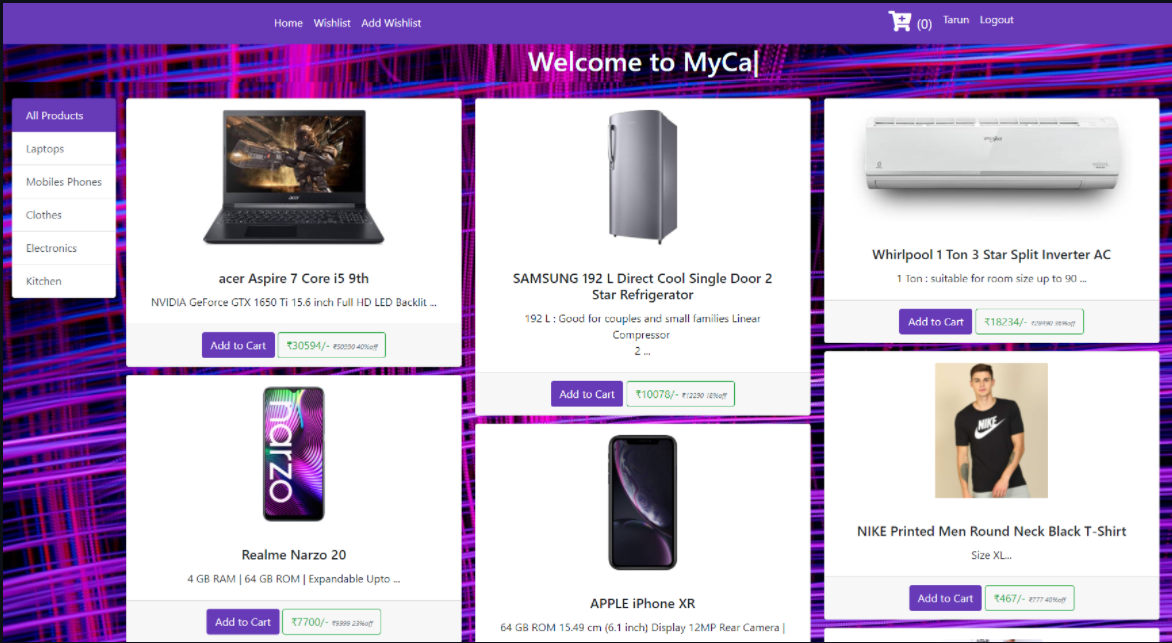 Home Wishlist Add Wishlist
(0) Tarun Logout
Welcome to MyCa|
All Products
Laptops
Mobiles Phones
Clothes
Electronics
Kitchen
acer
acer Aspire 7 Core i5 9th
NVIDIA GeForce GTX 1650 Ti 15.6 inch Full HD LED Backlit ...
Add to Cart ₹30594/- ₹50990 40%off
narzo
Realme Narzo 20
4 GB RAM | 64 GB ROM | Expandable Upto ...
Add to Cart ₹7700/- ₹9999 23%off
SAMSUNG 192 L Direct Cool Single Door 2
Star Refrigerator
192 L : Good for couples and small families Linear
Compressor
2 ...
Add to Cart ₹10078/- ₹12290 18%off
APPLE iPhone XR
64 GB ROM 15.49 cm (6.1 inch) Display 12MP Rear Camera |
Whirlpool 1 Ton 3 Star Split Inverter AC
1 Ton : suitable for room size up to 90 ...
Add to Cart ₹18234/- ₹28490 36%off
NIKE
NIKE Printed Men Round Neck Black T-Shirt
Size XL...
Add to Cart ₹467/- ₹777 40%off